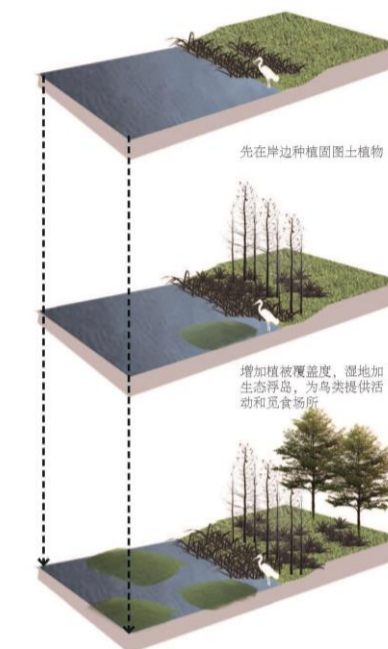 先在岸边种植固图土植物
增加植被覆盖度，湿地加
生态浮岛，为鸟类提供活
动和觅食场所